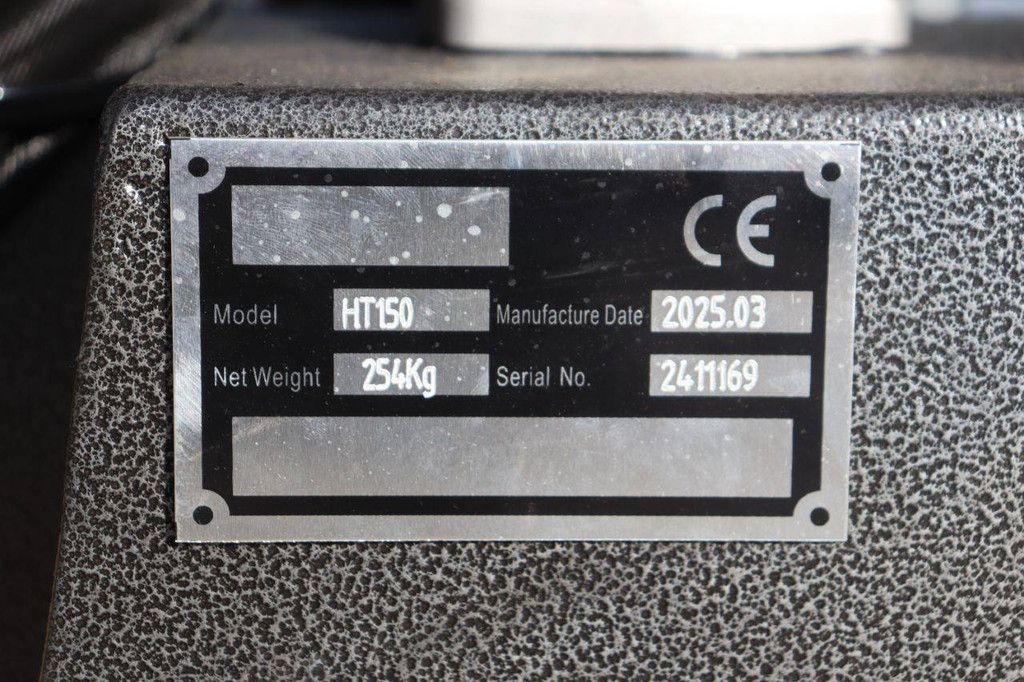 CE
Model HT150 Manufacture Date 2025.03
Net Weight 254Kg Serial No. 2411169